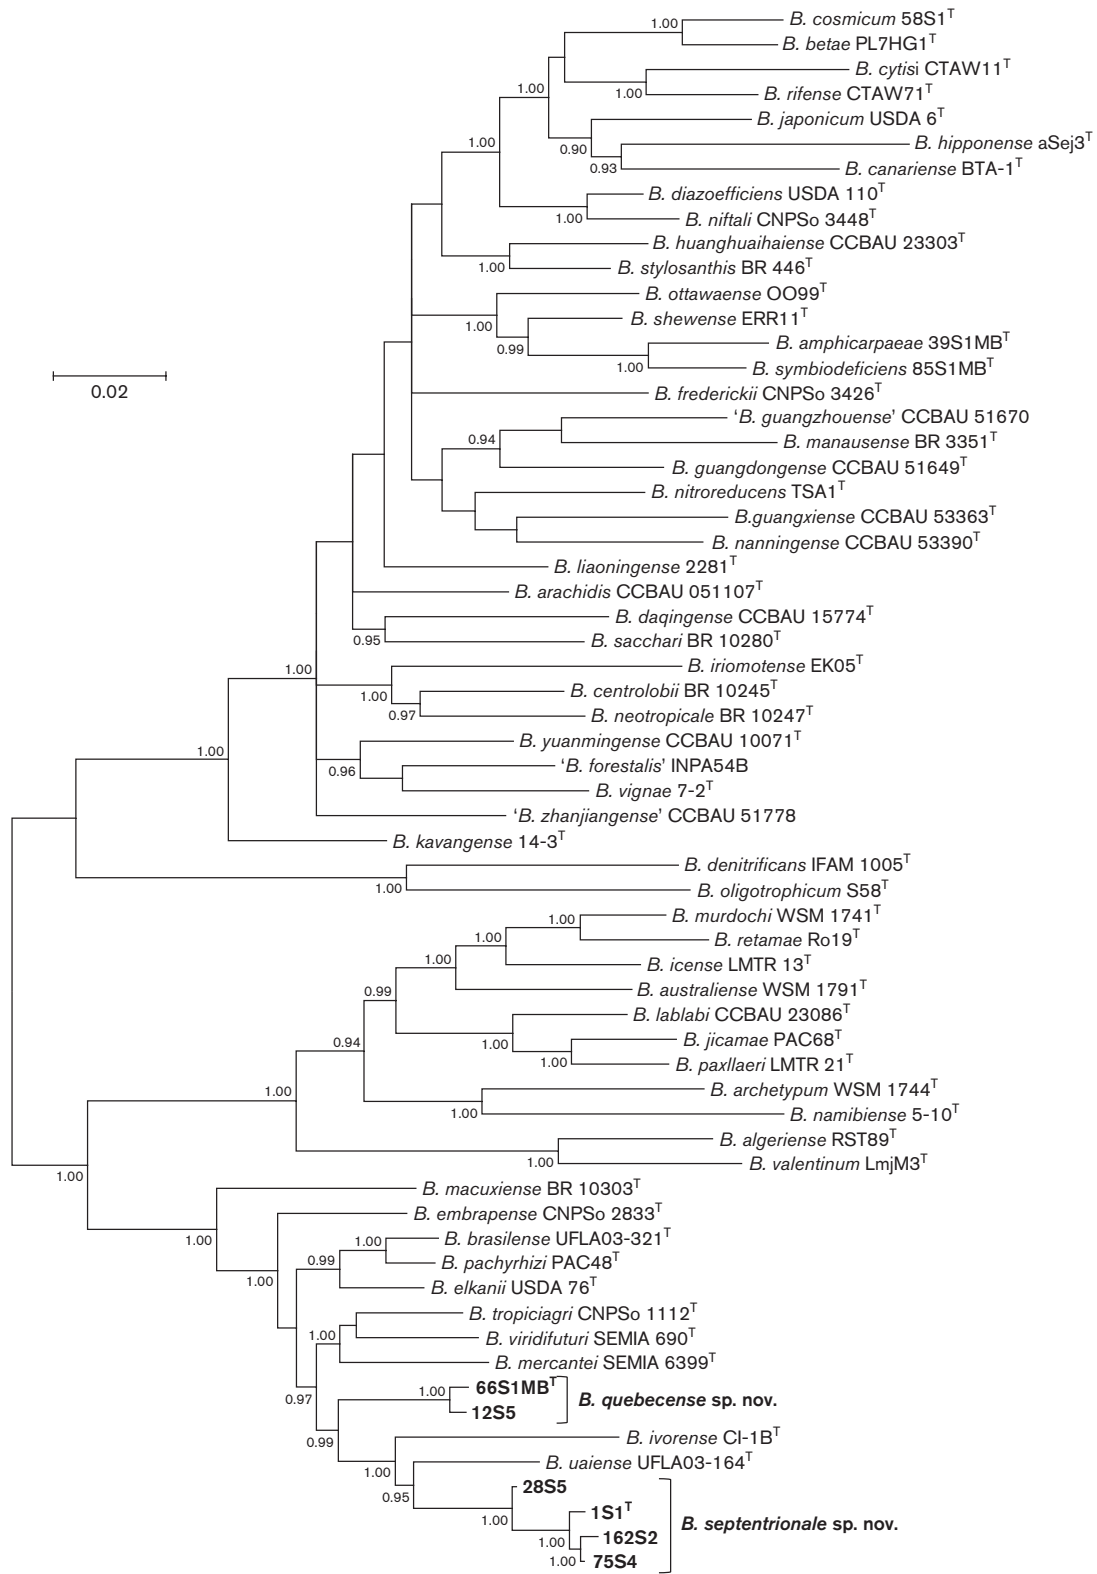 1.00
B. cosmicum 58S1T
B. betae PL7HG1T
B. cytisi CTAW11T
1.00
1.00
B. rifense CTAW71T
B. japonicum USDA 6T
1.00
0.90
B. hipponense aSej3T
0.93
B. canariense BTA-1T
B. diazoefficiens USDA 110T
1.00
B. niftali CNPSo 3448T
B. huanghuaihaiense CCBAU 23303T
1.00
B. stylosanthis BR 446T
B. ottawaense OO99T
1.00
B. shewense ERR11T
0.99
B. amphicarpaeae 39S1MBT
1.00
B. symbiodeficiens 85S1MBT
0.02
B. frederickii CNPSo 3426T
‘B. guangzhouense’ CCBAU 51670
0.94
B. manausense BR 3351T
B. guangdongense CCBAU 51649T
B. nitroreducens TSA1T
B.guangxiense CCBAU 53363T
B. nanningense CCBAU 53390T
B. liaoningense 2281T
B. arachidis CCBAU 051107T
B. daqingense CCBAU 15774T
0.95
B. sacchari BR 10280T
1.00
B. iriomotense EK05T
1.00
B. centrolobii BR 10245T
0.97
B. neotropicale BR 10247T
1.00
B. yuanmingense CCBAU 10071T
0.96
‘B. forestalis’ INPA54B
B. vignae 7-2T
‘B. zhanjiangense’ CCBAU 51778
B. kavangense 14-3T
B. denitrificans IFAM 1005T
1.00
B. oligotrophicum S58T
1.00
B. murdochi WSM 1741T
1.00
B. retamae Ro19T
1.00
B. icense LMTR 13T
0.99
B. australiense WSM 1791T
B. lablabi CCBAU 23086T
1.00
B. jicamae PAC68T
0.94
1.00
B. paxllaeri LMTR 21T
1.00
B. archetypum WSM 1744T
1.00
B. namibiense 5-10T
B. algeriense RST89T
1.00
B. valentinum LmjM3T
1.00
B. macuxiense BR 10303T
B. embrapense CNPSo 2833T
1.00
1.00
B. brasilense UFLA03-321T
0.99
B. pachyrhizi PAC48T
1.00
B. elkanii USDA 76T
B. tropiciagri CNPSo 1112T
1.00
B. viridifuturi SEMIA 690T
B. mercantei SEMIA 6399T
0.97
1.00
66S1MBT
B. quebecense sp. nov.
12S5
0.99
B. ivorense CI-1BT
1.00
B. uaiense UFLA03-164T
0.95
28S5
1.00
1S1T
B. septentrionale sp. nov.
1.00
162S2
1.00
75S4